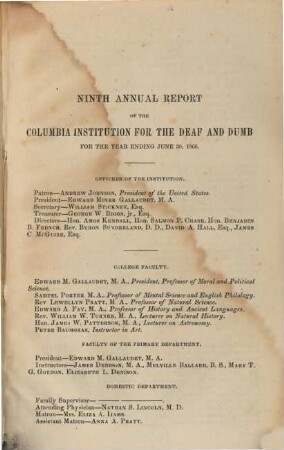 NINTH ANNUAL REPORT
OF THE
COLUMBIA INSTITUTION FOR THE DEAF AND DUMB
FOR THE YEAR ENDING JUNE 30, 1866.
OFFICERS OF THE INSTITUTION.
Patron—ANDREW JOHNSON, President of the United States.
President—EDWARD MINER GALLAUDET, M. A.
Secretary—WILLIAM STICKNEY, Esq.
Treasurer—GEORGE W. RIGGS, jr., Esq.
Directors—Hon. AMOS KENDALL, Hon. SALMON P. CHASE, Hon. BENJAMIN
B. FRENCH, Rev. BYRON SUNDERLAND, D. D., DAVID A. HALL, Esq., JAMES
C. McGUIRE, Esq.
COLLEGE FACULTY.
EDWARD M. GALLAUDET, M. A., President, Professor of Moral and Political
Science.
SAMUEL PORTER M. A., Professor of Mental Science and English Philology.
REV LEWELLYN PRATT, M. A., Professor of Natural Science.
EDWARD A. FAY, M. A., Professor of History and Ancient Languages.
REV. WILLIAM W. TURNER, M. A., Lecturer on Natural History.
HON. JAMES W. PATTERSON, M. A., Lecturer on Astronomy.
PETER BAUMGRAS, Instructor in Art.
FACULTY OF THE PRIMARY DEPARTMENT.
President—EDWARD M. GALLAUDET, M. A.
Instructors—JAMES DENISON, M. A., MELVILLE BALLARD, B. S., MARY T.
G. GORDON, ELIZABETH L. DENISON.
DOMESTIC DEPARTMENT.
Family Supervisor—
Attending Physician—NATHAN S. LINCOLN, M. D.
Matron—MRS. ELIZA A. IJAMS.
Assistant Matron—ANNA A. PRATT.